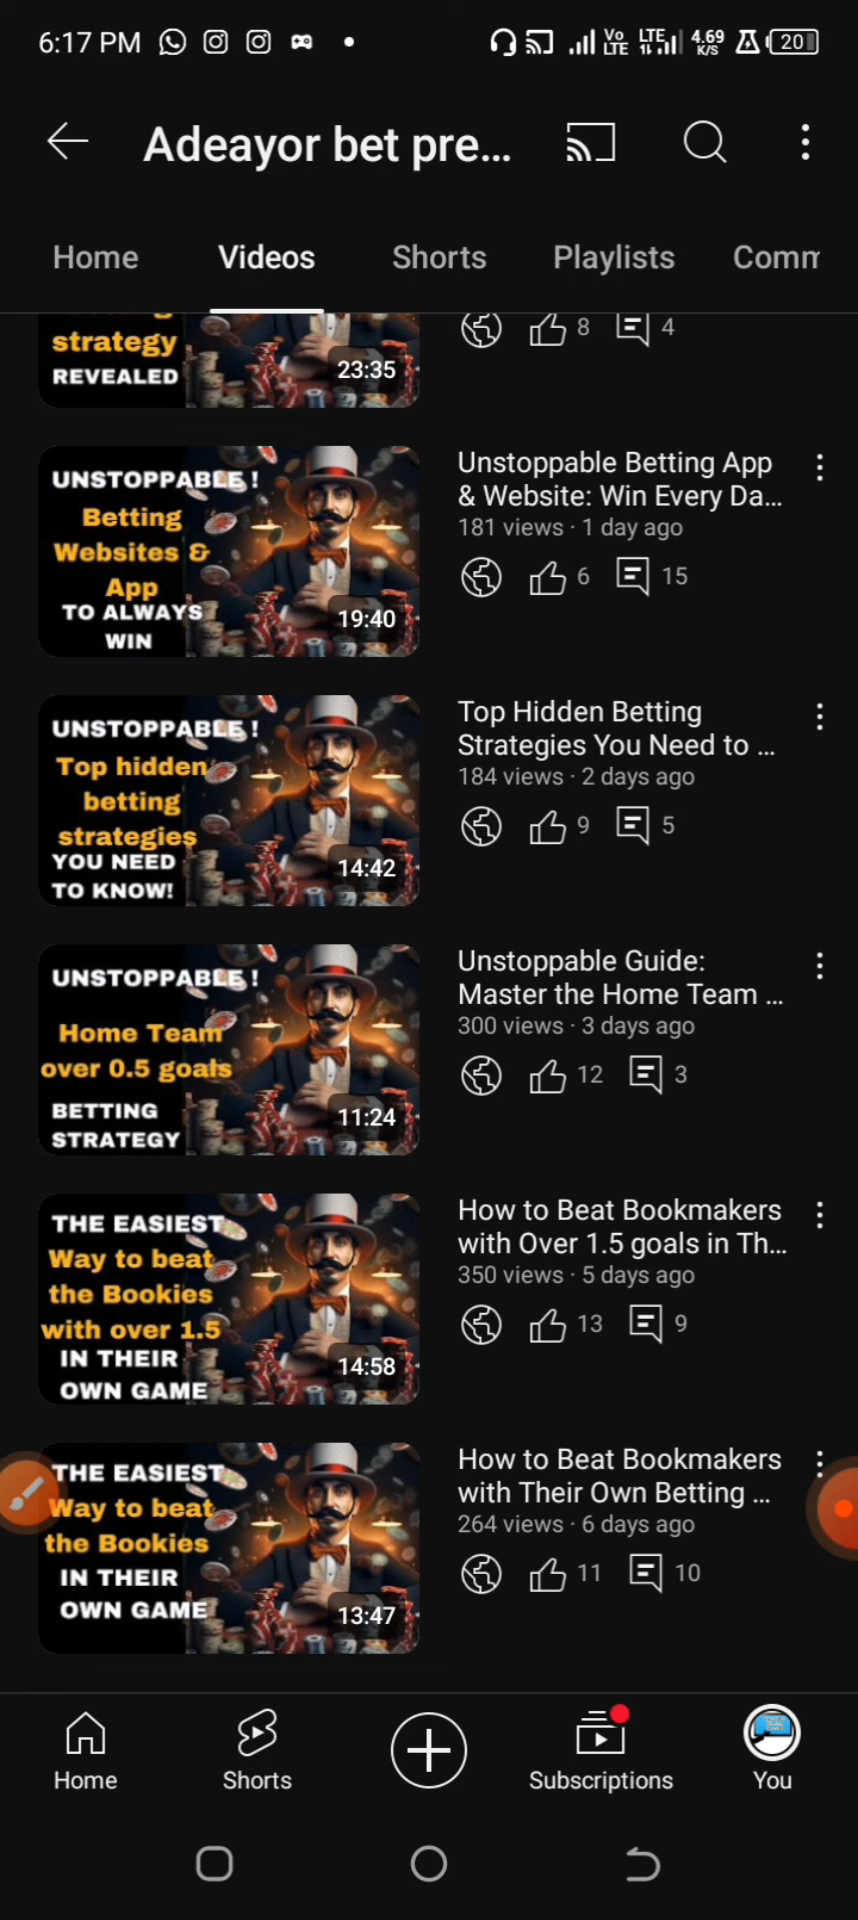 6:17 PM
Vo LTE
LTE
4.69 K/S
20
Adeayor bet pre...
Home
Videos
Shorts
Playlists
Comm
strategy
REVEALED
23:35
8
4
UNSTOPPABLE !
Betting
Websites &
App
TO ALWAYS
WIN
19:40
Unstoppable Betting App
& Website: Win Every Da...
181 views · 1 day ago
6
15
UNSTOPPABLE !
Top hidden
betting
strategies
YOU NEED
TO KNOW!
14:42
Top Hidden Betting
Strategies You Need to ...
184 views · 2 days ago
9
5
UNSTOPPABLE !
Home Team
over 0.5 goals
BETTING
STRATEGY
11:24
Unstoppable Guide:
Master the Home Team ...
300 views · 3 days ago
12
3
THE EASIEST
Way to beat
the Bookies
with over 1.5
IN THEIR
OWN GAME
14:58
How to Beat Bookmakers
with Over 1.5 goals in Th...
350 views · 5 days ago
13
9
THE EASIEST
Way to beat
the Bookies
IN THEIR
OWN GAME
13:47
How to Beat Bookmakers
with Their Own Betting ...
264 views · 6 days ago
11
10
Home
Shorts
Subscriptions
You